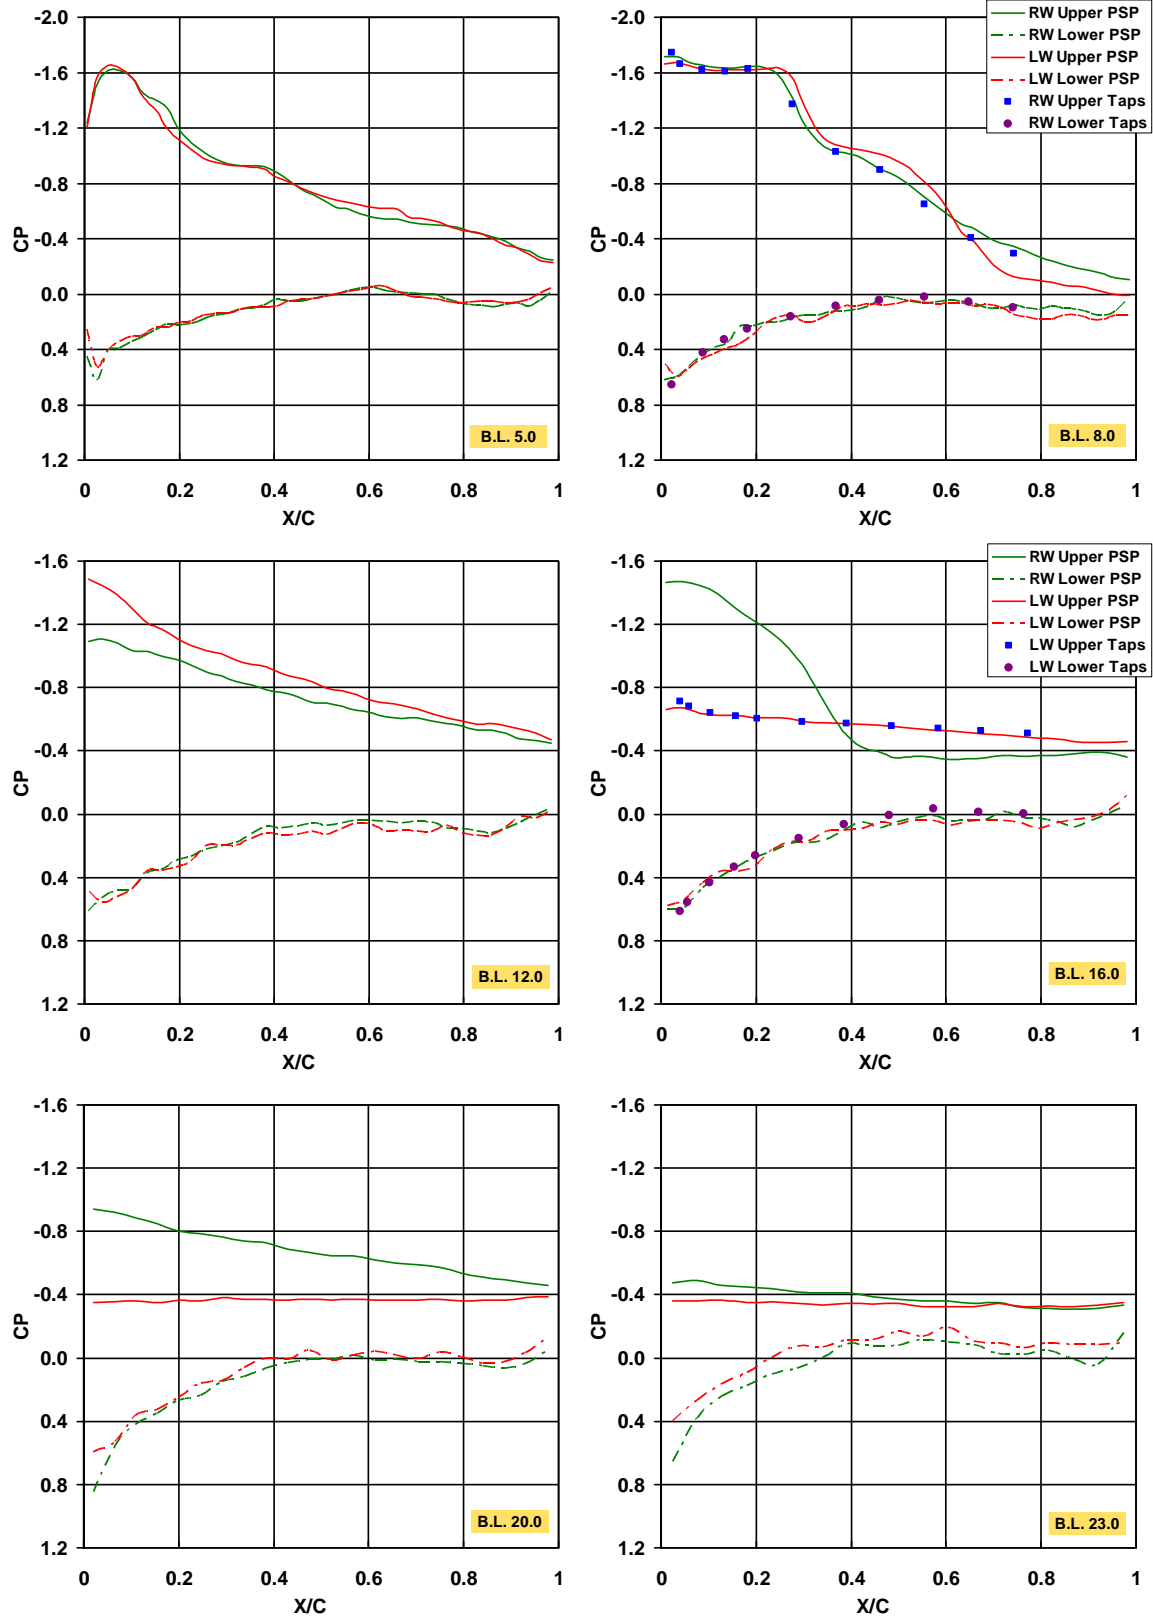 -2.0
-1.6
-1.2
-0.8
-0.4
0.0
0.4
0.8
1.2
CP
0 0.2 0.4 0.6 0.8 1
X/C
B.L. 5.0
-2.0
-1.6
-1.2
-0.8
-0.4
0.0
0.4
0.8
1.2
CP
0 0.2 0.4 0.6 0.8 1
X/C
B.L. 8.0
RW Upper PSP
RW Lower PSP
LW Upper PSP
LW Lower PSP
RW Upper Taps
RW Lower Taps
-1.6
-1.2
-0.8
-0.4
0.0
0.4
0.8
1.2
CP
0 0.2 0.4 0.6 0.8 1
X/C
B.L. 12.0
-1.6
-1.2
-0.8
-0.4
0.0
0.4
0.8
1.2
CP
0 0.2 0.4 0.6 0.8 1
X/C
B.L. 16.0
RW Upper PSP
RW Lower PSP
LW Upper PSP
LW Lower PSP
LW Upper Taps
LW Lower Taps
-1.6
-1.2
-0.8
-0.4
0.0
0.4
0.8
1.2
CP
0 0.2 0.4 0.6 0.8 1
X/C
B.L. 20.0
-1.6
-1.2
-0.8
-0.4
0.0
0.4
0.8
1.2
CP
0 0.2 0.4 0.6 0.8 1
X/C
B.L. 23.0